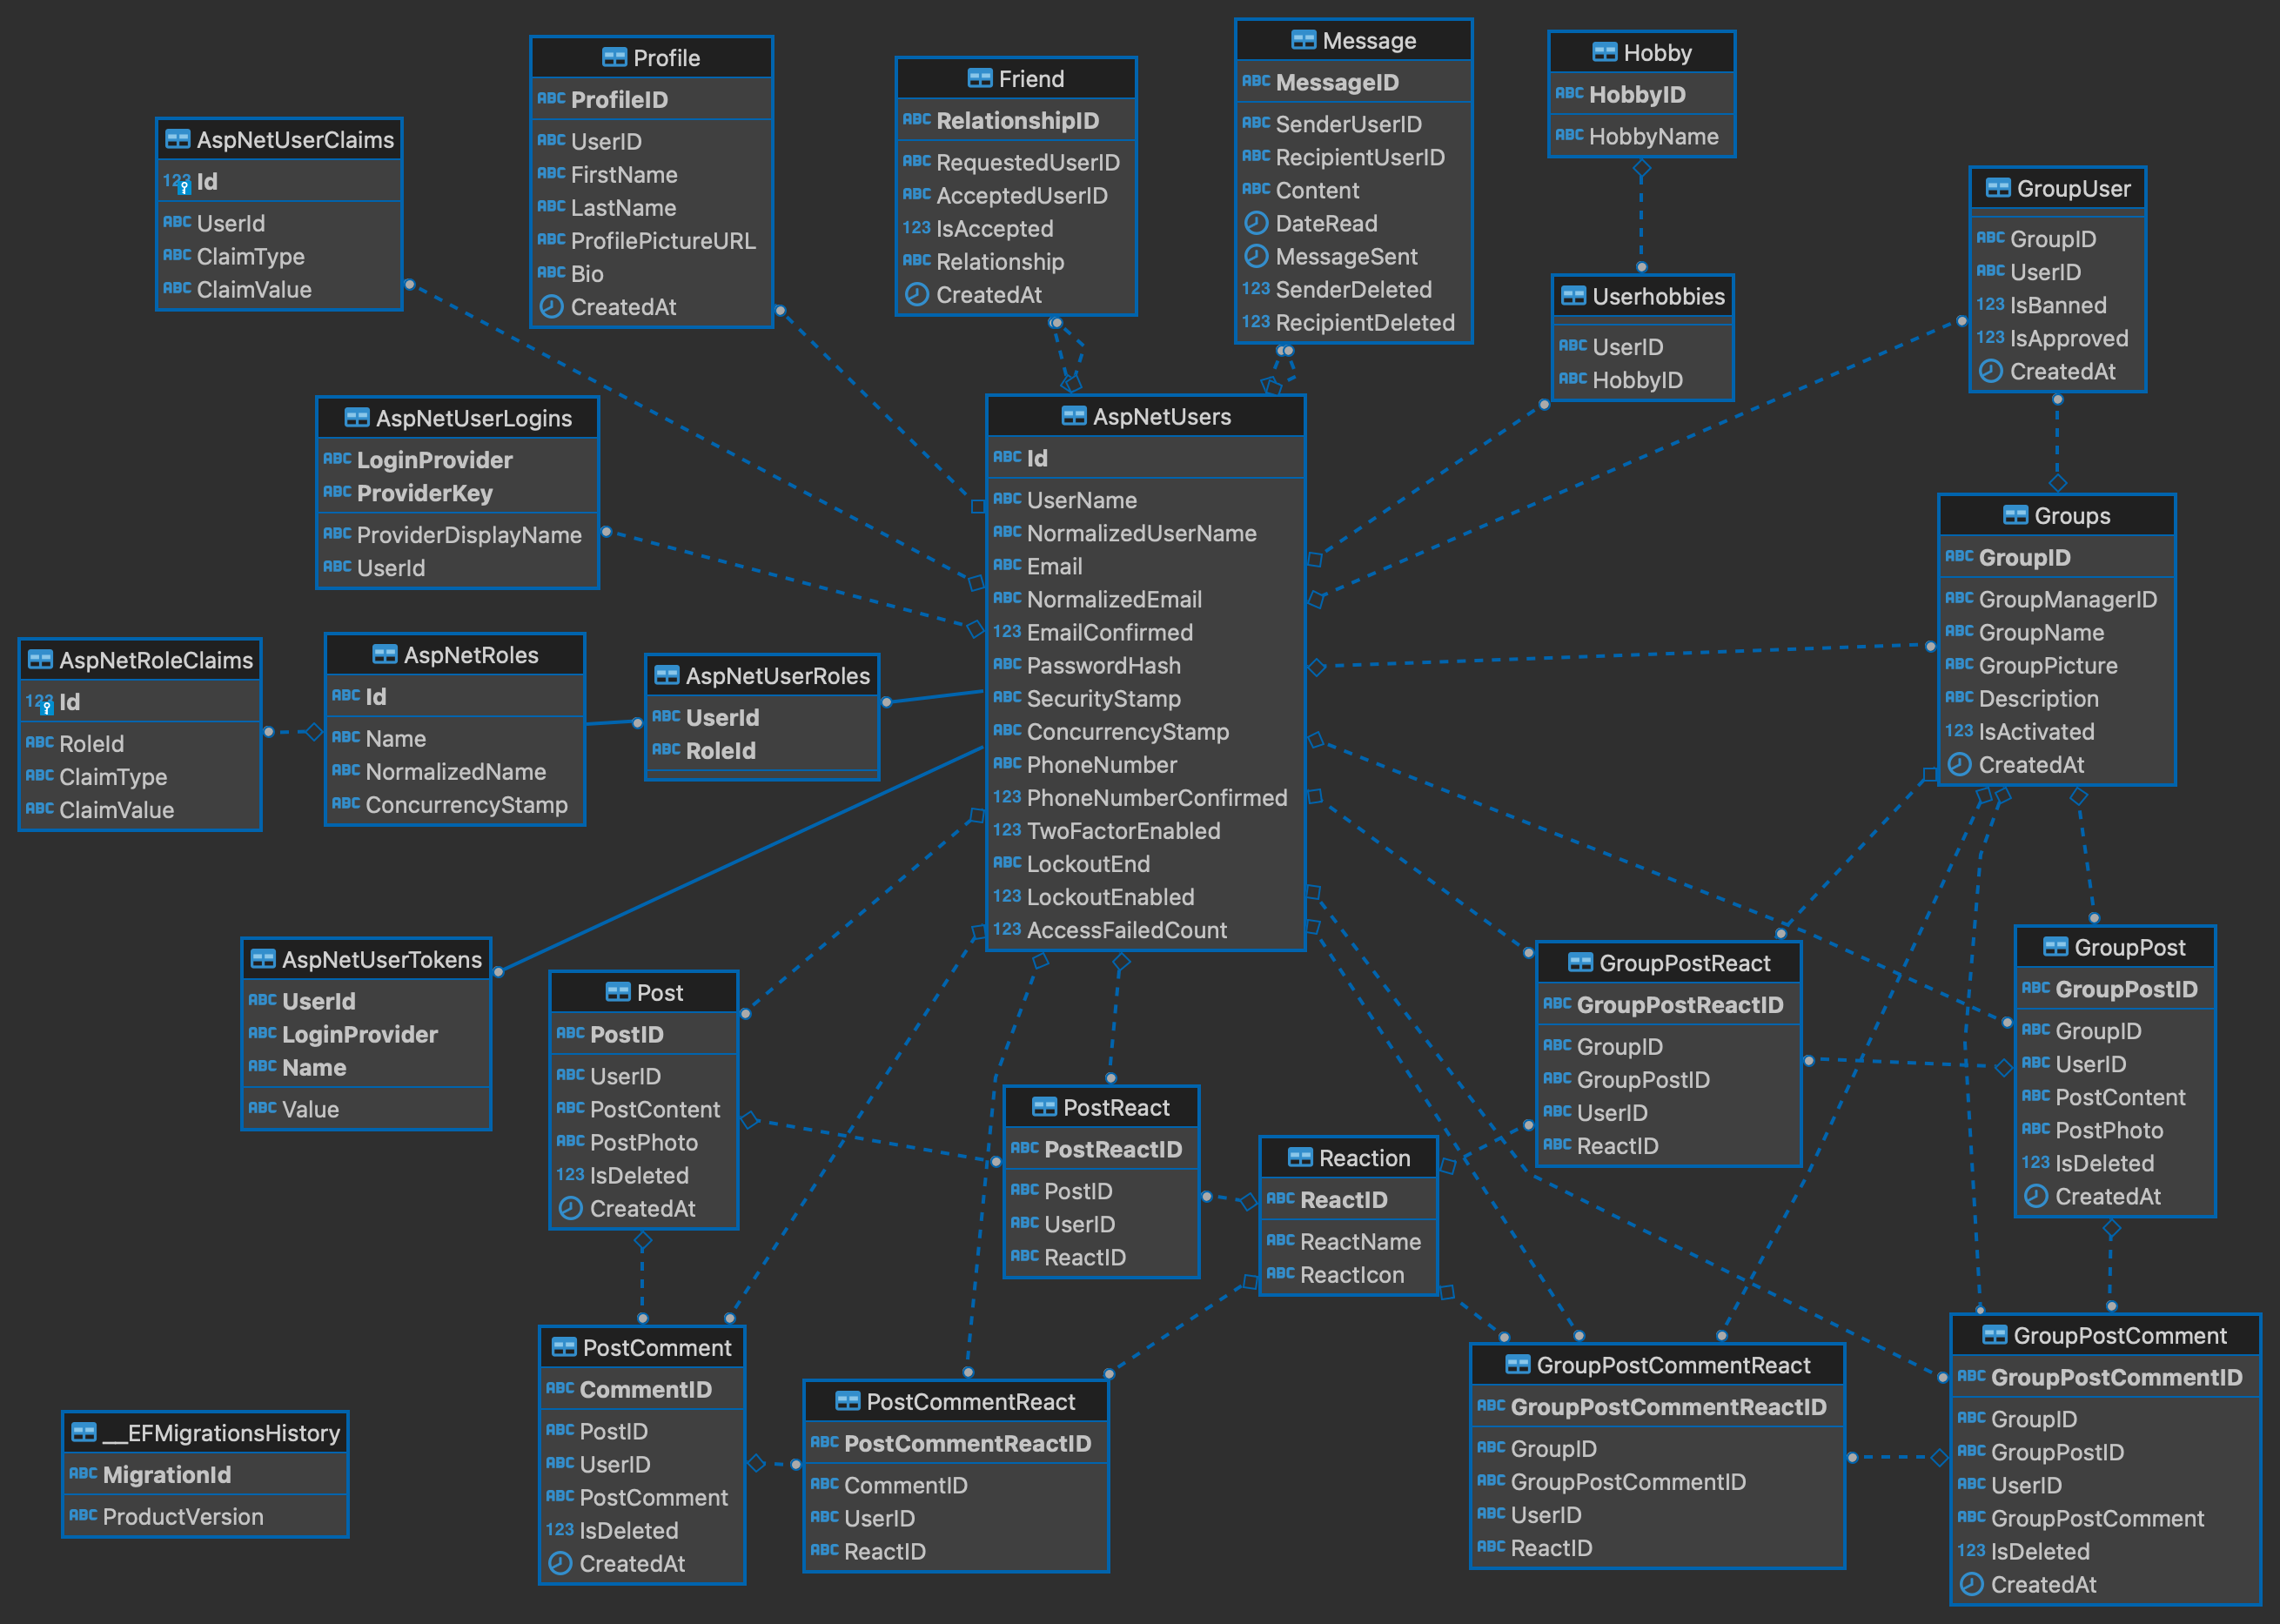 Profile
ABC ProfileID
ABC UserID
ABC FirstName
ABC LastName
ABC ProfilePictureURL
ABC Bio
CreatedAt
Friend
ABC RelationshipID
ABC RequestedUserID
ABC AcceptedUserID
123 IsAccepted
ABC Relationship
CreatedAt
Message
ABC MessageID
ABC SenderUserID
ABC RecipientUserID
ABC Content
DateRead
MessageSent
123 SenderDeleted
123 RecipientDeleted
Hobby
ABC HobbyID
ABC HobbyName
AspNetUserClaims
123 Id
ABC UserId
ABC ClaimType
ABC ClaimValue
GroupUser
ABC GroupID
ABC UserID
123 IsBanned
123 IsApproved
CreatedAt
Userhobbies
ABC UserID
ABC HobbyID
AspNetUserLogins
ABC LoginProvider
ABC ProviderKey
ABC ProviderDisplayName
ABC UserId
AspNetUsers
ABC Id
ABC UserName
ABC NormalizedUserName
ABC Email
ABC NormalizedEmail
123 EmailConfirmed
ABC PasswordHash
ABC SecurityStamp
ABC ConcurrencyStamp
ABC PhoneNumber
123 PhoneNumberConfirmed
123 TwoFactorEnabled
ABC LockoutEnd
123 LockoutEnabled
123 AccessFailedCount
Groups
ABC GroupID
ABC GroupManagerID
ABC GroupName
ABC GroupPicture
ABC Description
123 IsActivated
CreatedAt
AspNetRoleClaims
123 Id
ABC RoleId
ABC ClaimType
ABC ClaimValue
AspNetRoles
ABC Id
ABC Name
ABC NormalizedName
ABC ConcurrencyStamp
AspNetUserRoles
ABC UserId
ABC RoleId
AspNetUserTokens
ABC UserId
ABC LoginProvider
ABC Name
ABC Value
Post
ABC PostID
ABC UserID
ABC PostContent
ABC PostPhoto
123 IsDeleted
CreatedAt
GroupPostReact
ABC GroupPostReactID
ABC GroupID
ABC GroupPostID
ABC UserID
ABC ReactID
GroupPost
ABC GroupPostID
ABC GroupID
ABC UserID
ABC PostContent
ABC PostPhoto
123 IsDeleted
CreatedAt
PostReact
ABC PostReactID
ABC PostID
ABC UserID
ABC ReactID
Reaction
ABC ReactID
ABC ReactName
ABC ReactIcon
PostComment
ABC CommentID
ABC PostID
ABC UserID
ABC PostComment
123 IsDeleted
CreatedAt
PostCommentReact
ABC PostCommentReactID
ABC CommentID
ABC UserID
ABC ReactID
GroupPostCommentReact
ABC GroupPostCommentReactID
ABC GroupID
ABC GroupPostCommentID
ABC UserID
ABC ReactID
GroupPostComment
ABC GroupPostCommentID
ABC GroupID
ABC GroupPostID
ABC UserID
ABC GroupPostComment
123 IsDeleted
CreatedAt
__EFMigrationsHistory
ABC MigrationId
ABC ProductVersion